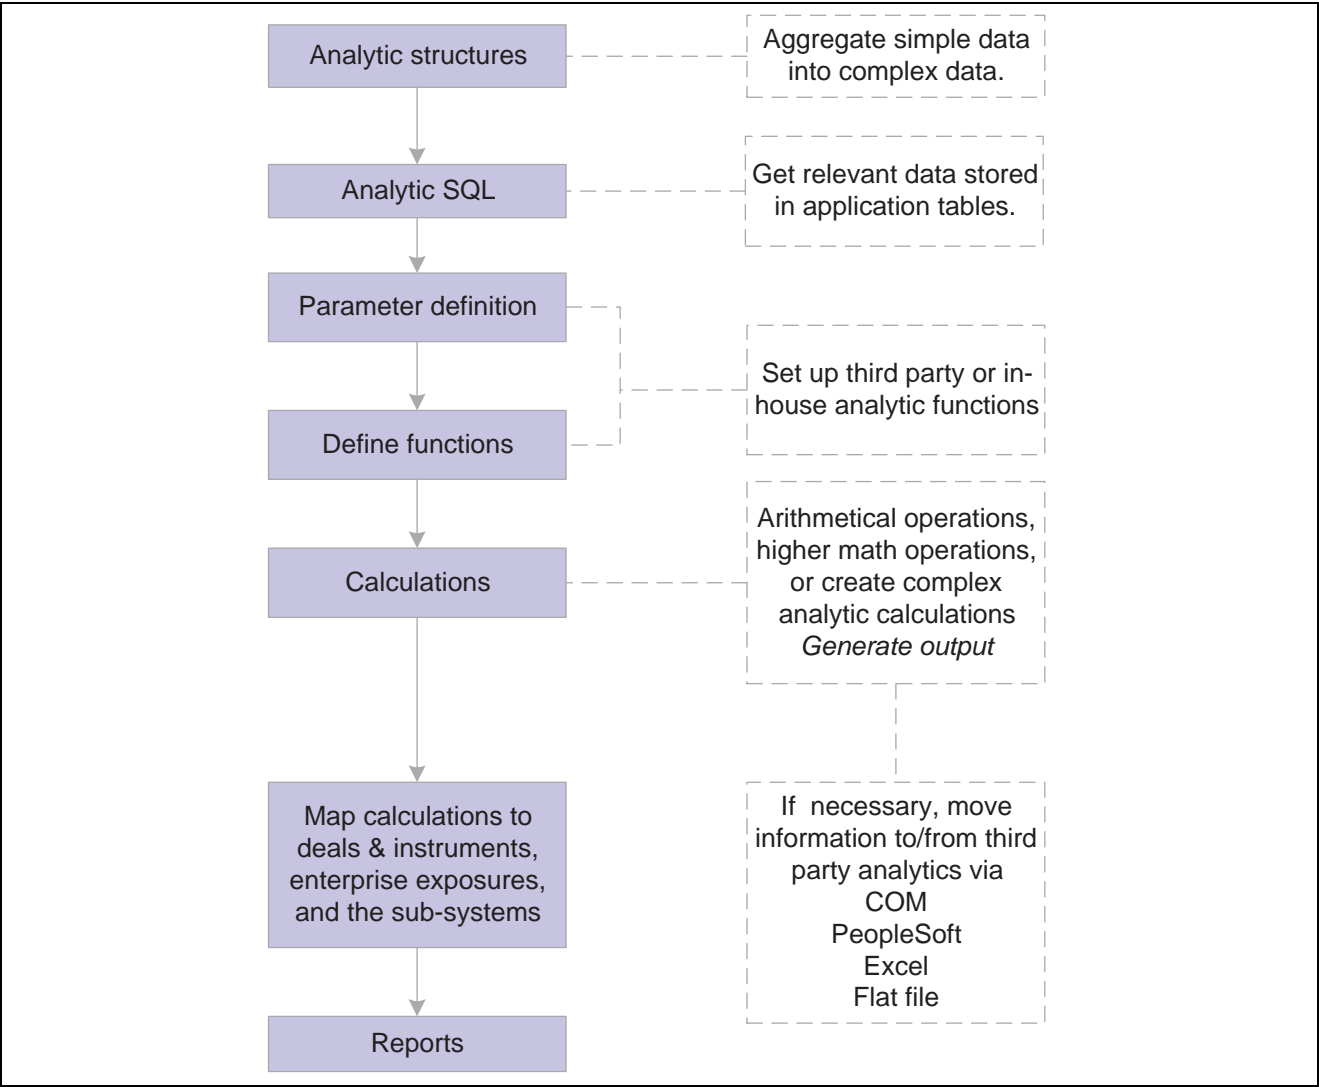 Analytic structures
Aggregate simple data
into complex data.
Analytic SQL
Get relevant data stored
in application tables.
Parameter definition
Define functions
Set up third party or in-
house analytic functions
Calculations
Arithmetical operations,
higher math operations,
or create complex
analytic calculations
Generate output
Map calculations to
deals & instruments,
enterprise exposures,
and the sub-systems
If necessary, move
information to/from third
party analytics via
COM
PeopleSoft
Excel
Flat file
Reports